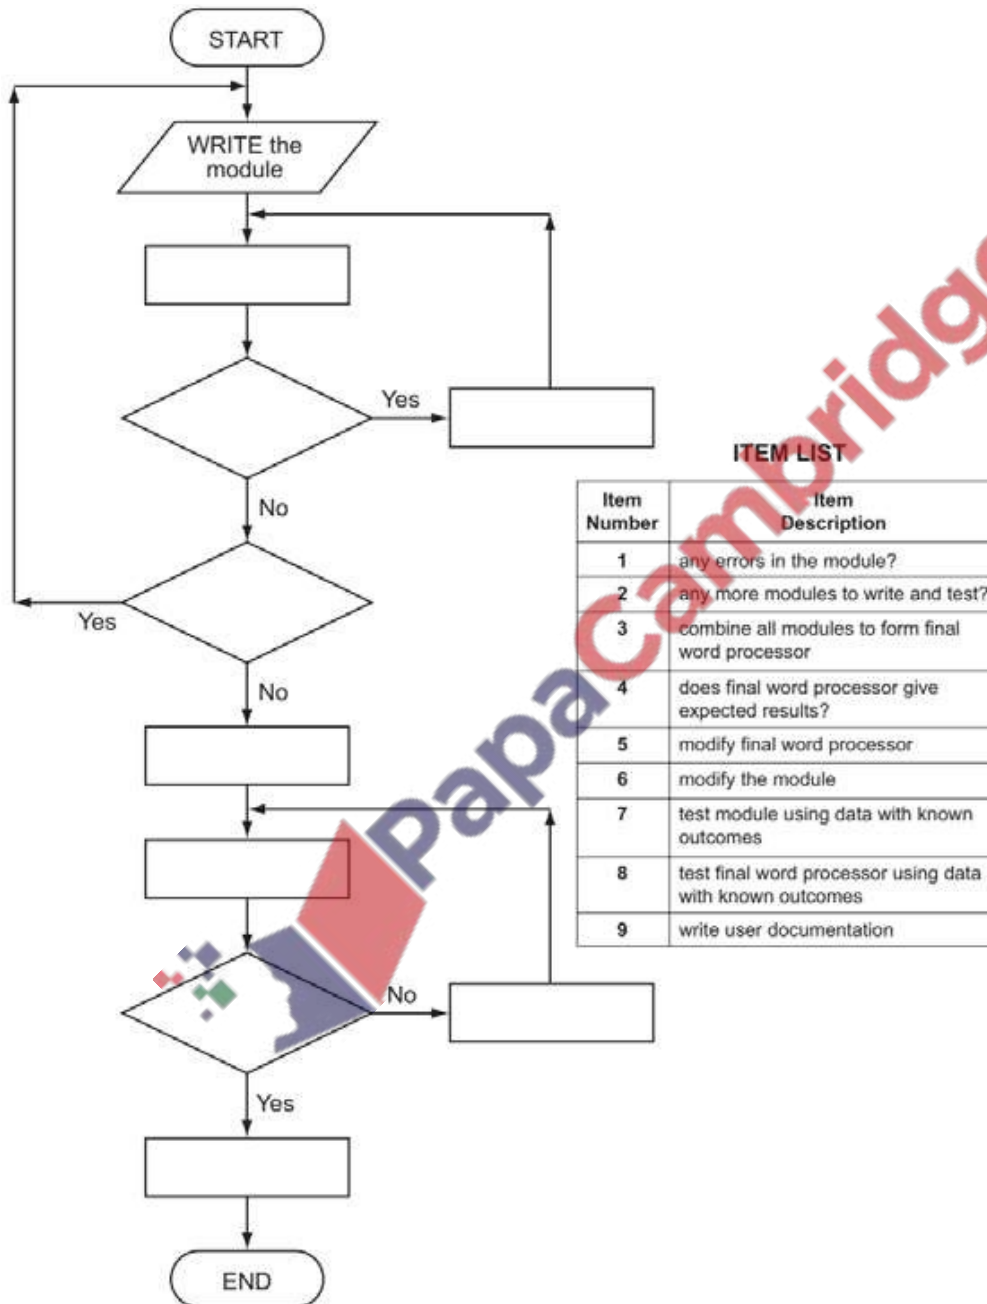 START
WRITE the
module
Yes
No
Yes
No
ITEM LIST
Item
Number
Item
Description
1
any errors in the module?
2
any more modules to write and test?
3
combine all modules to form final
word processor
4
does final word processor give
expected results?
5
modify final word processor
6
modify the module
7
test module using data with known
outcomes
8
test final word processor using data
with known outcomes
9
write user documentation
No
Yes
END
PapaCambridge